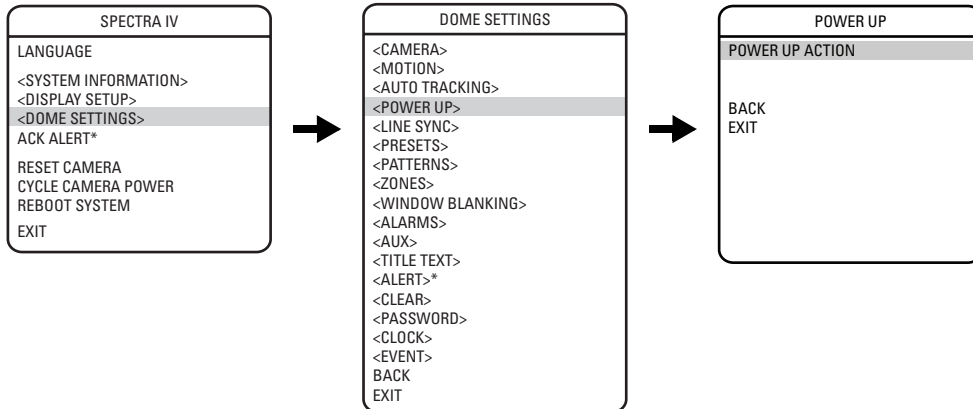 SPECTRA IV
LANGUAGE
<SYSTEM INFORMATION>
<DISPLAY SETUP>
<DOME SETTINGS>
ACK ALERT*
RESET CAMERA
CYCLE CAMERA POWER
REBOOT SYSTEM
EXIT
DOME SETTINGS
<CAMERA>
<MOTION>
<AUTO TRACKING>
<POWER UP>
<LINE SYNC>
<PRESETS>
<PATTERNS>
<ZONES>
<WINDOW BLANKING>
<ALARMS>
<AUX>
<TITLE TEXT>
<ALERT>*
<CLEAR>
<PASSWORD>
<CLOCK>
<EVENT>
BACK
EXIT
POWER UP
POWER UP ACTION
BACK
EXIT